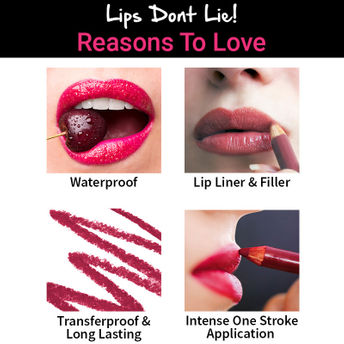 Lips Dont Lie!
Reasons To Love
Waterproof
Lip Liner & Filler
Transferproof &
Long Lasting
Intense One Stroke
Application